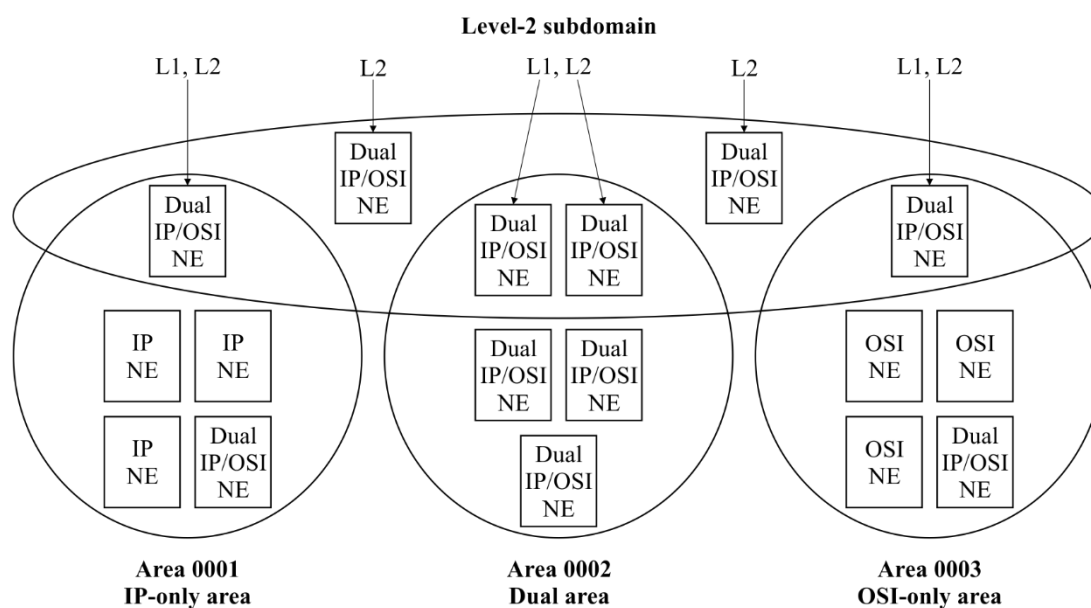 Level-2 subdomain
L1, L2
L2
L1, L2
L2
L1, L2
Dual
IP/OSI
NE
Dual
IP/OSI
NE
Dual
IP/OSI
NE
Dual
IP/OSI
NE
Dual
IP/OSI
NE
Dual
IP/OSI
NE
IP
NE
IP
NE
Dual
IP/OSI
NE
Dual
IP/OSI
NE
OSI
NE
OSI
NE
IP
NE
Dual
IP/OSI
NE
Dual
IP/OSI
NE
OSI
NE
Dual
IP/OSI
NE
Area 0001
IP-only area
Area 0002
Dual area
Area 0003
OSI-only area